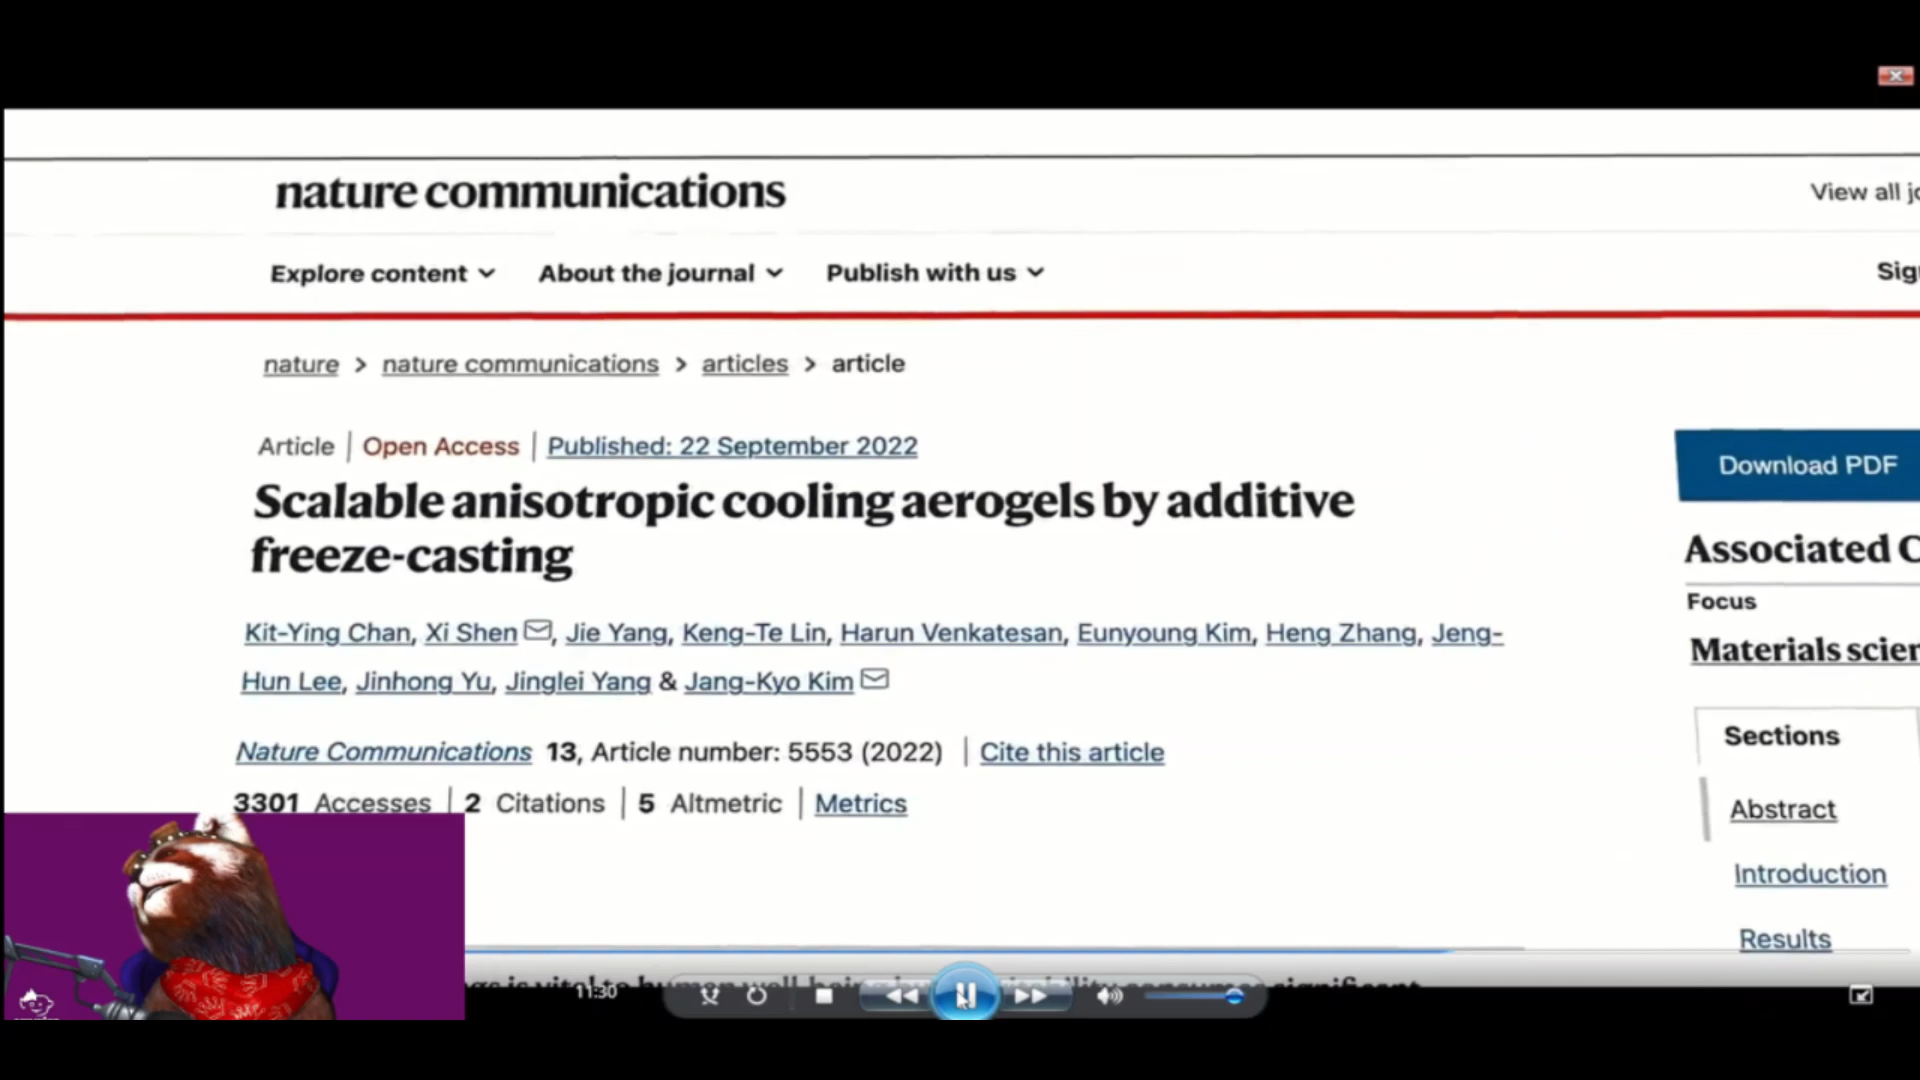 nature communications
View all
Explore content
About the journal
Publish with us
nature > nature communications > articles > article
Article | Open Access | Published: 22 September 2022
Download PDF
Scalable anisotropic cooling aerogels by additive
freeze-casting
Associated
Focus
Kit-Ying Chan, Xi Shen, Jie Yang, Keng-Te Lin, Harun Venkatesan, Eunyoung Kim, Heng Zhang, Jeng-
Hun Lee, Jinhong Yu, Jinglei Yang & Jang-Kyo Kim
Materials
Nature Communications 13, Article number: 5553 (2022) | Cite this article
3301 Accesses | 2 Citations | 5 Altmetric | Metrics
Sections
Abstract
Introduction
Results
11:30